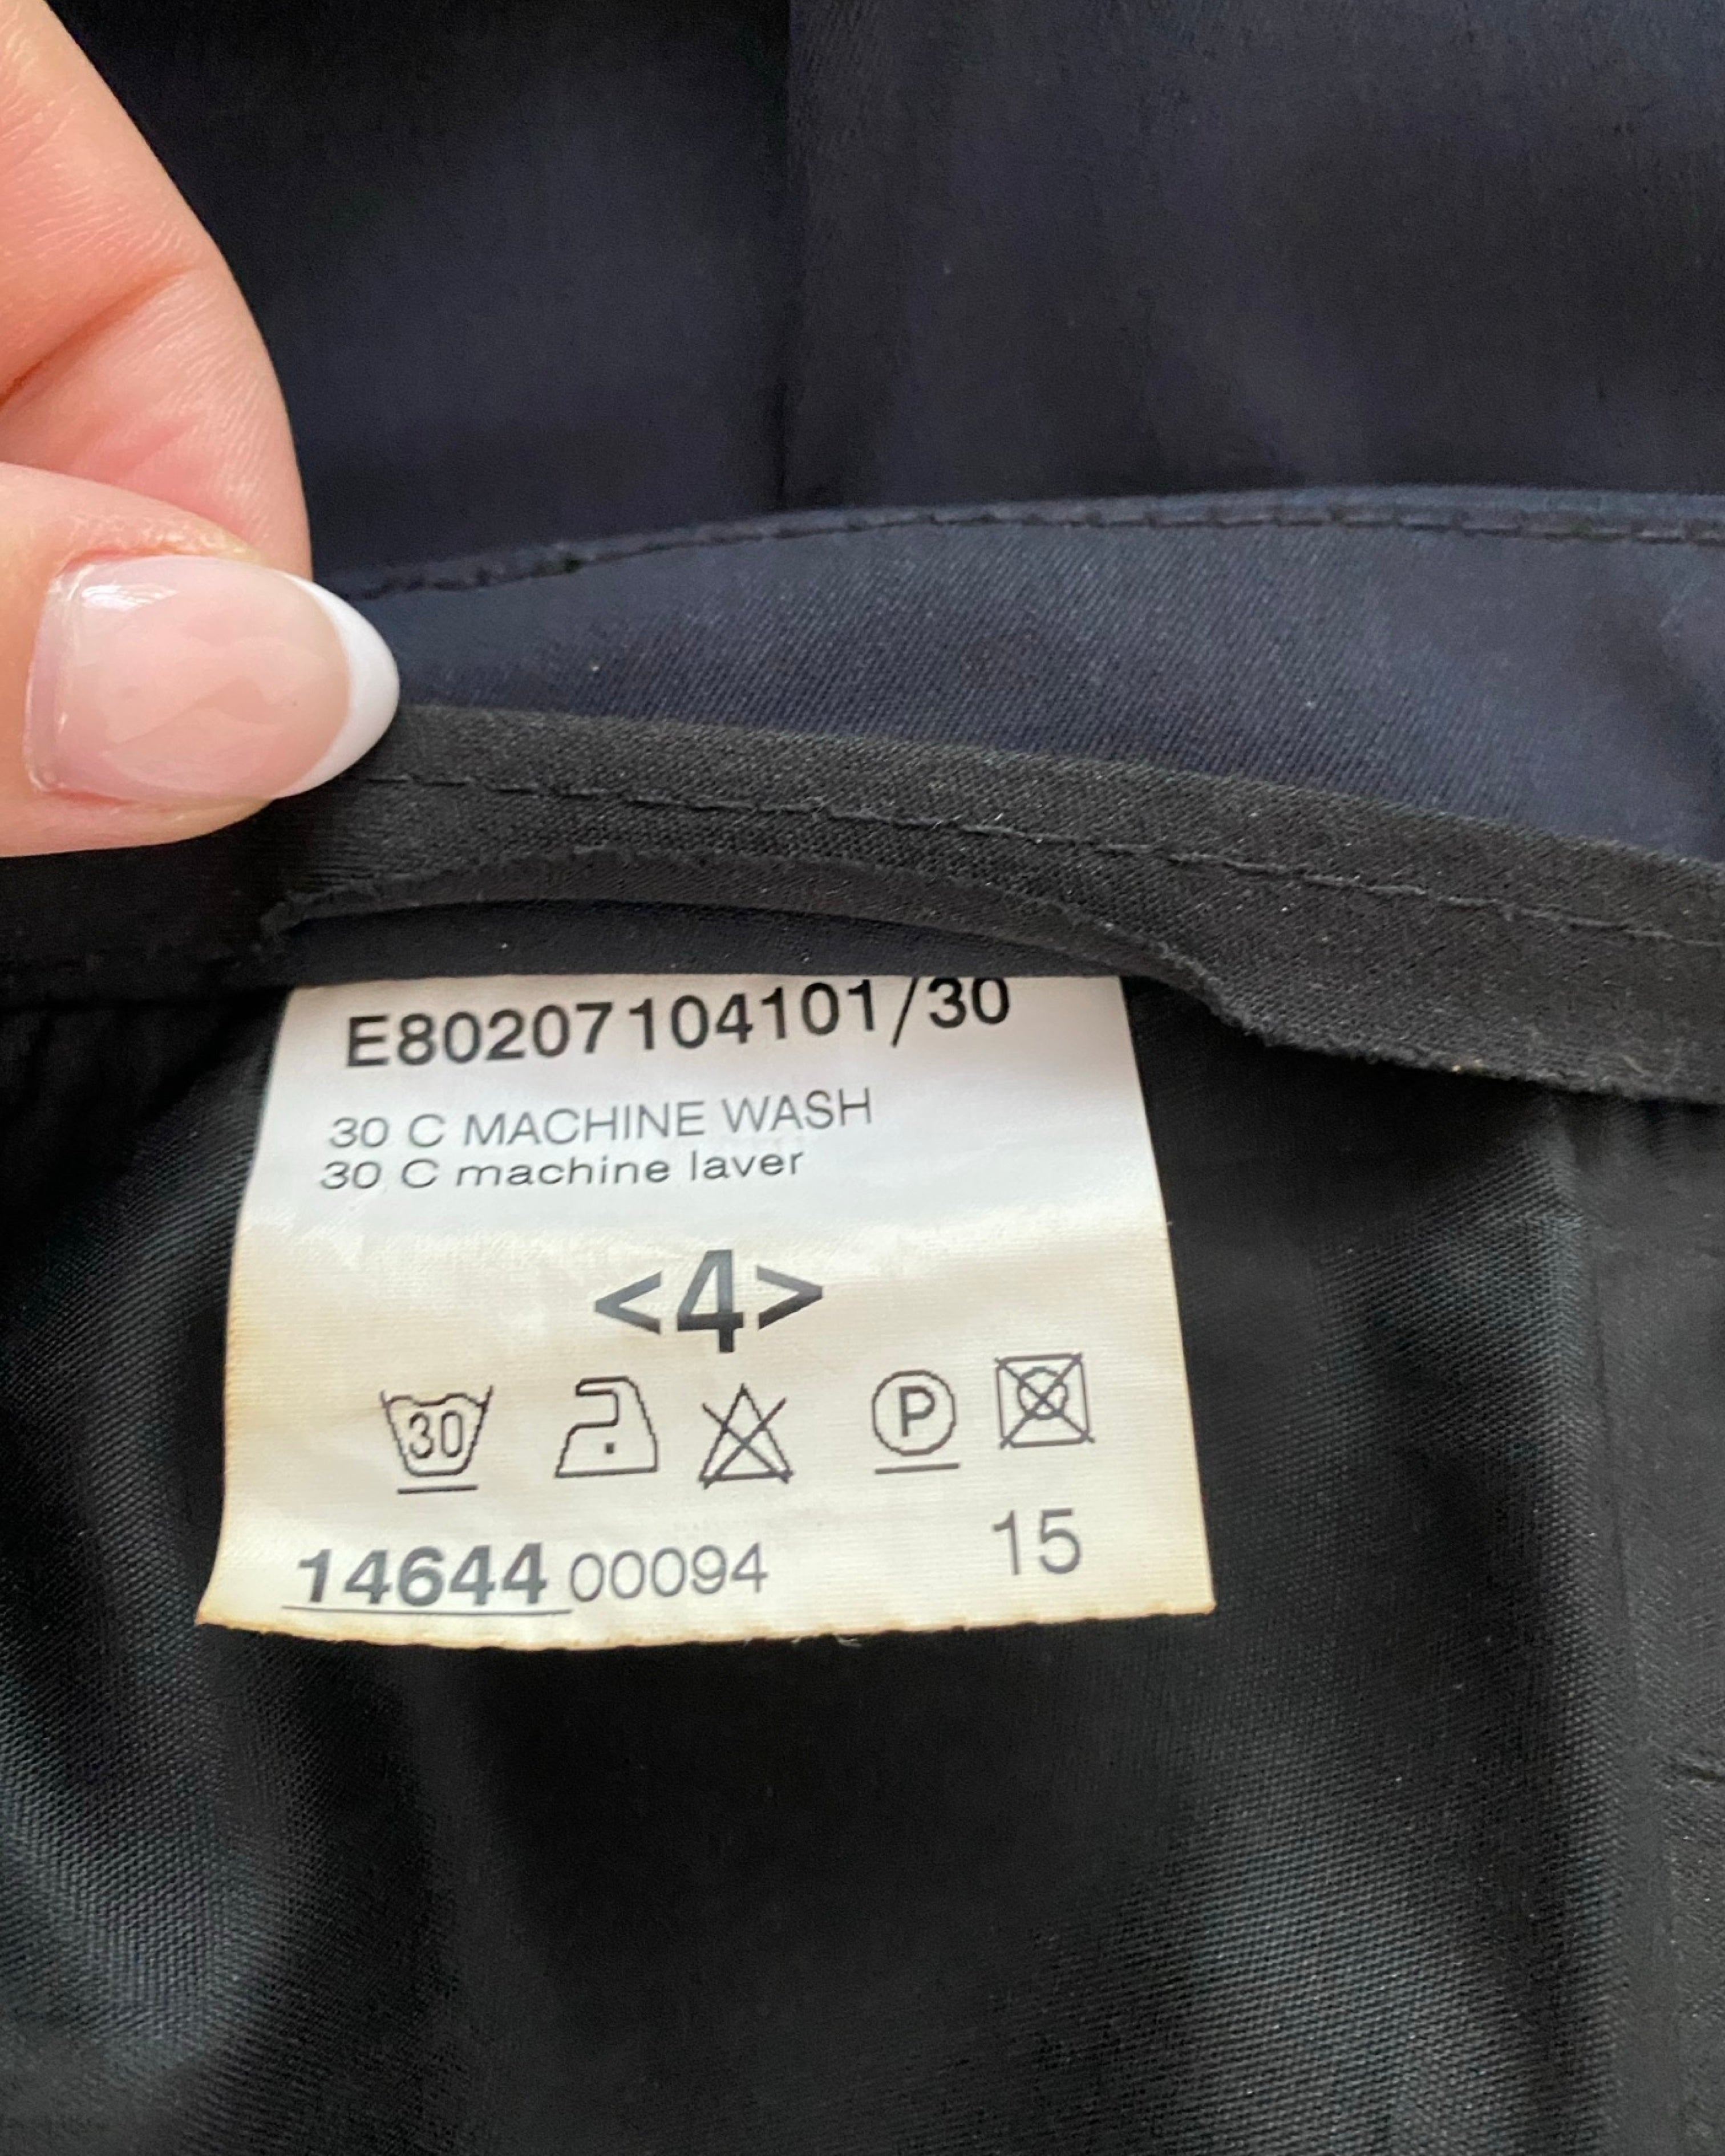 E80207104101/30
30 C MACHINE WASH
30 C machine laver
<4>
30 P
14644 00094 15